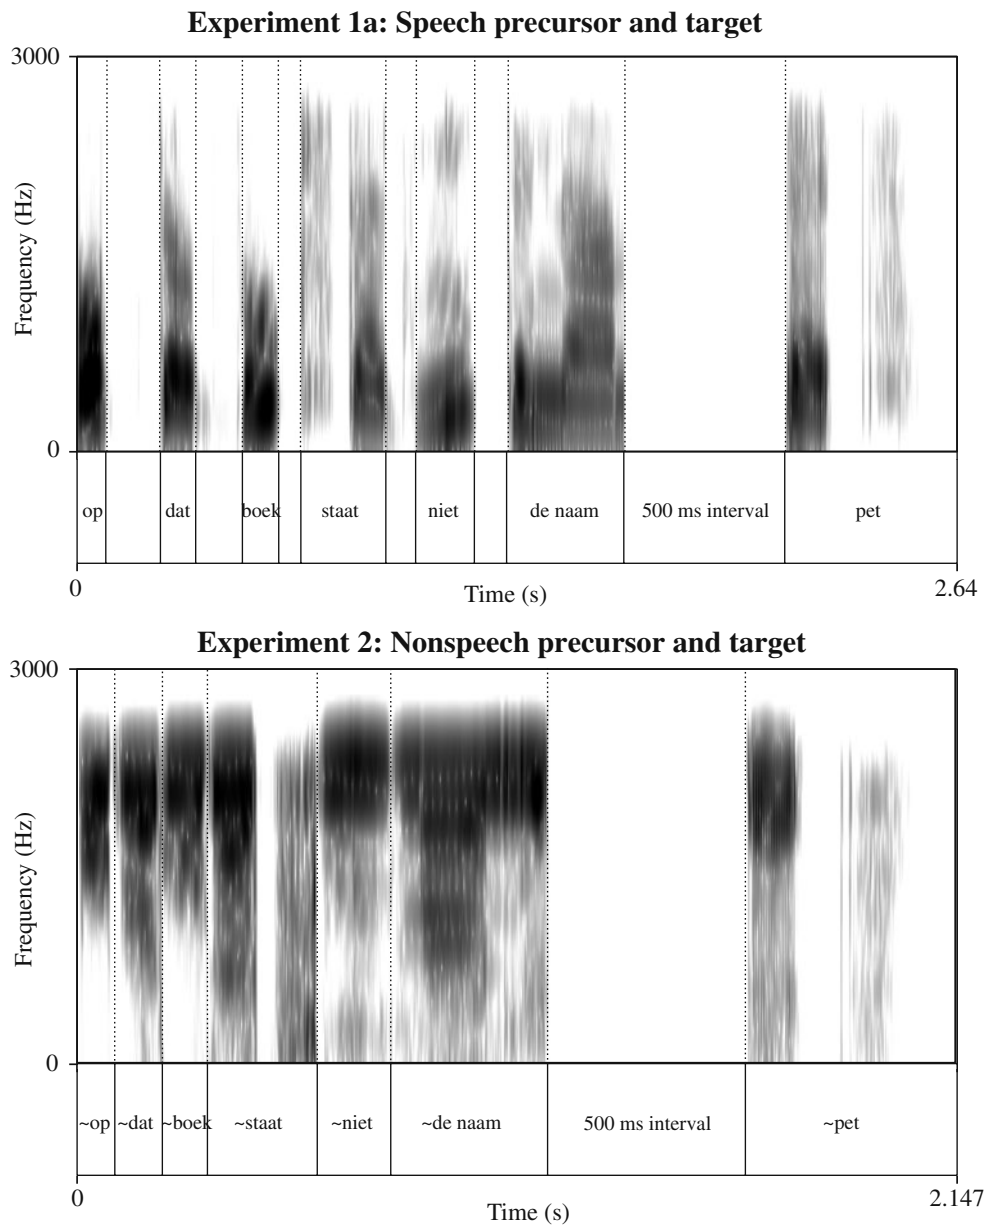 Experiment 1a: Speech precursor and target
3000
Frequency (Hz)
0
op dat boek staat niet de naam 500 ms interval pet
0 2.64
Time (s)
Experiment 2: Nonspeech precursor and target
3000
Frequency (Hz)
0
~op ~dat ~boek ~staat ~niet ~de naam 500 ms interval ~pet
0 2.147
Time (s)